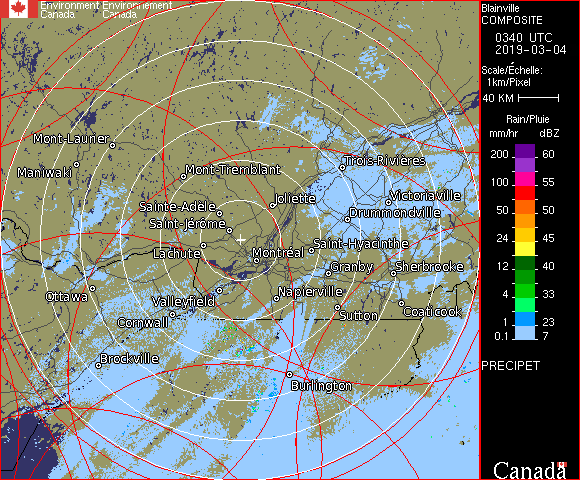 Environment Environnement
Canada Canada
Blainville
COMPOSITE
0340 UTC
2019-03-04
Scale/Échelle:
1km/Pixel
40 KM
Rain/Pluie
mm/hr dBZ
200 60
55
100 55
50 50
24 45
12 40
8 35
4 33
1 23
0.1 7
PRECIPET
Mont-Laurier
Maniwaki
Mont-Tremblant
Trois-Rivières
Sainte-Adèle
Joliette
Victoriaville
Drummondville
Saint-Jérôme
Lachute
Montréal
Saint-Hyacinthe
Granby
Sherbrooke
Ottawa
Valleyfield
Napierville
Cornwall
Sutton
Coaticook
Brockville
Burlington
Canada